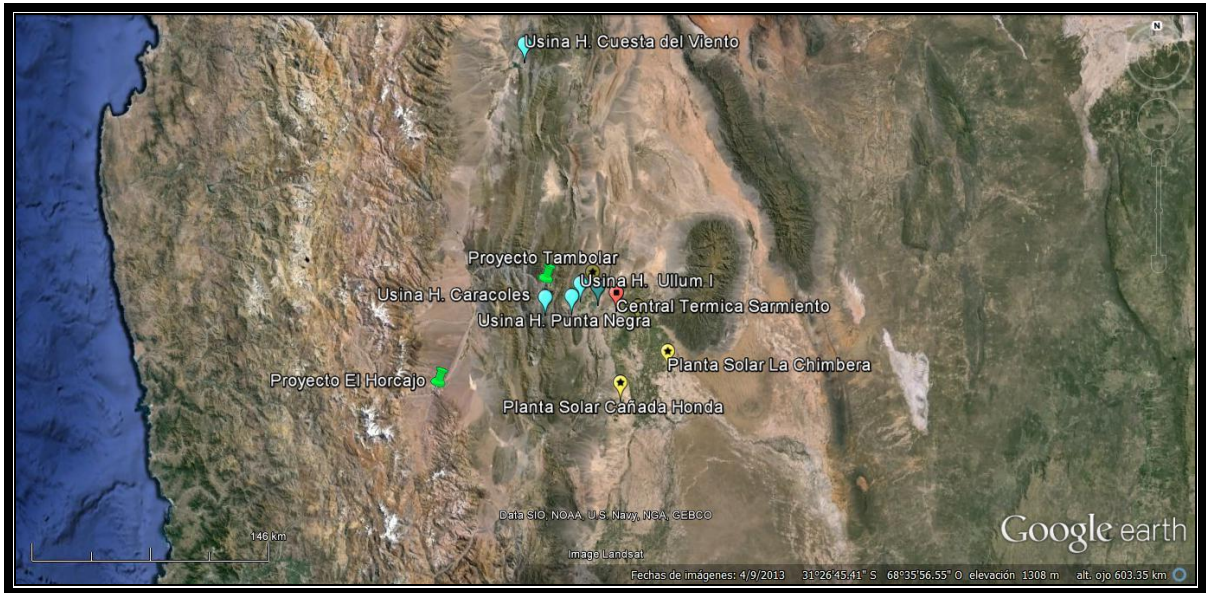 N
Usina H. Cuesta del Viento
Proyecto Tambolar
Usina H. Ullum I
Usina H. Caracoles
Central Termica Sarmiento
Usina H. Punta Negra
Planta Solar La Chimbera
Proyecto El Horcajo
Planta Solar Cañada Honda
Data SIO, NOAA, U.S. Navy, NGA, GEBCO
Google earth
146 km
Image Landsat
Fechas de imágenes: 4/9/2013 31°26'45.41" S 68°35'56.55" O elevación 1308 m alt. ojo 603.35 km